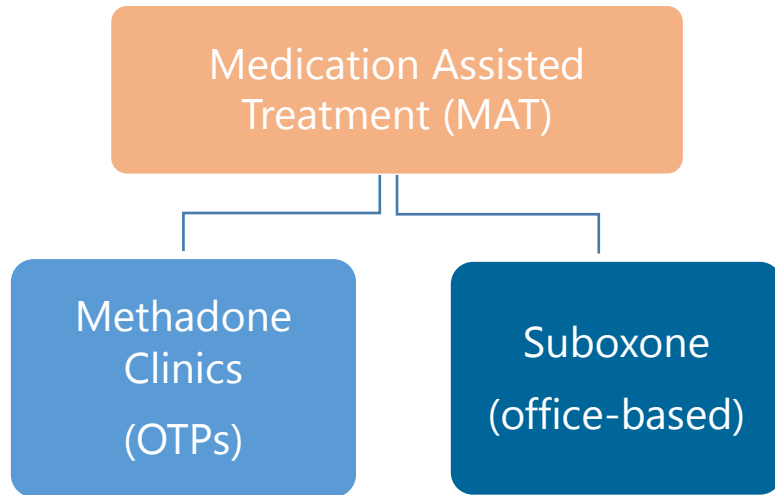 Medication Assisted
Treatment (MAT)
Methadone
Clinics
(OTPs)
Suboxone
(office-based)